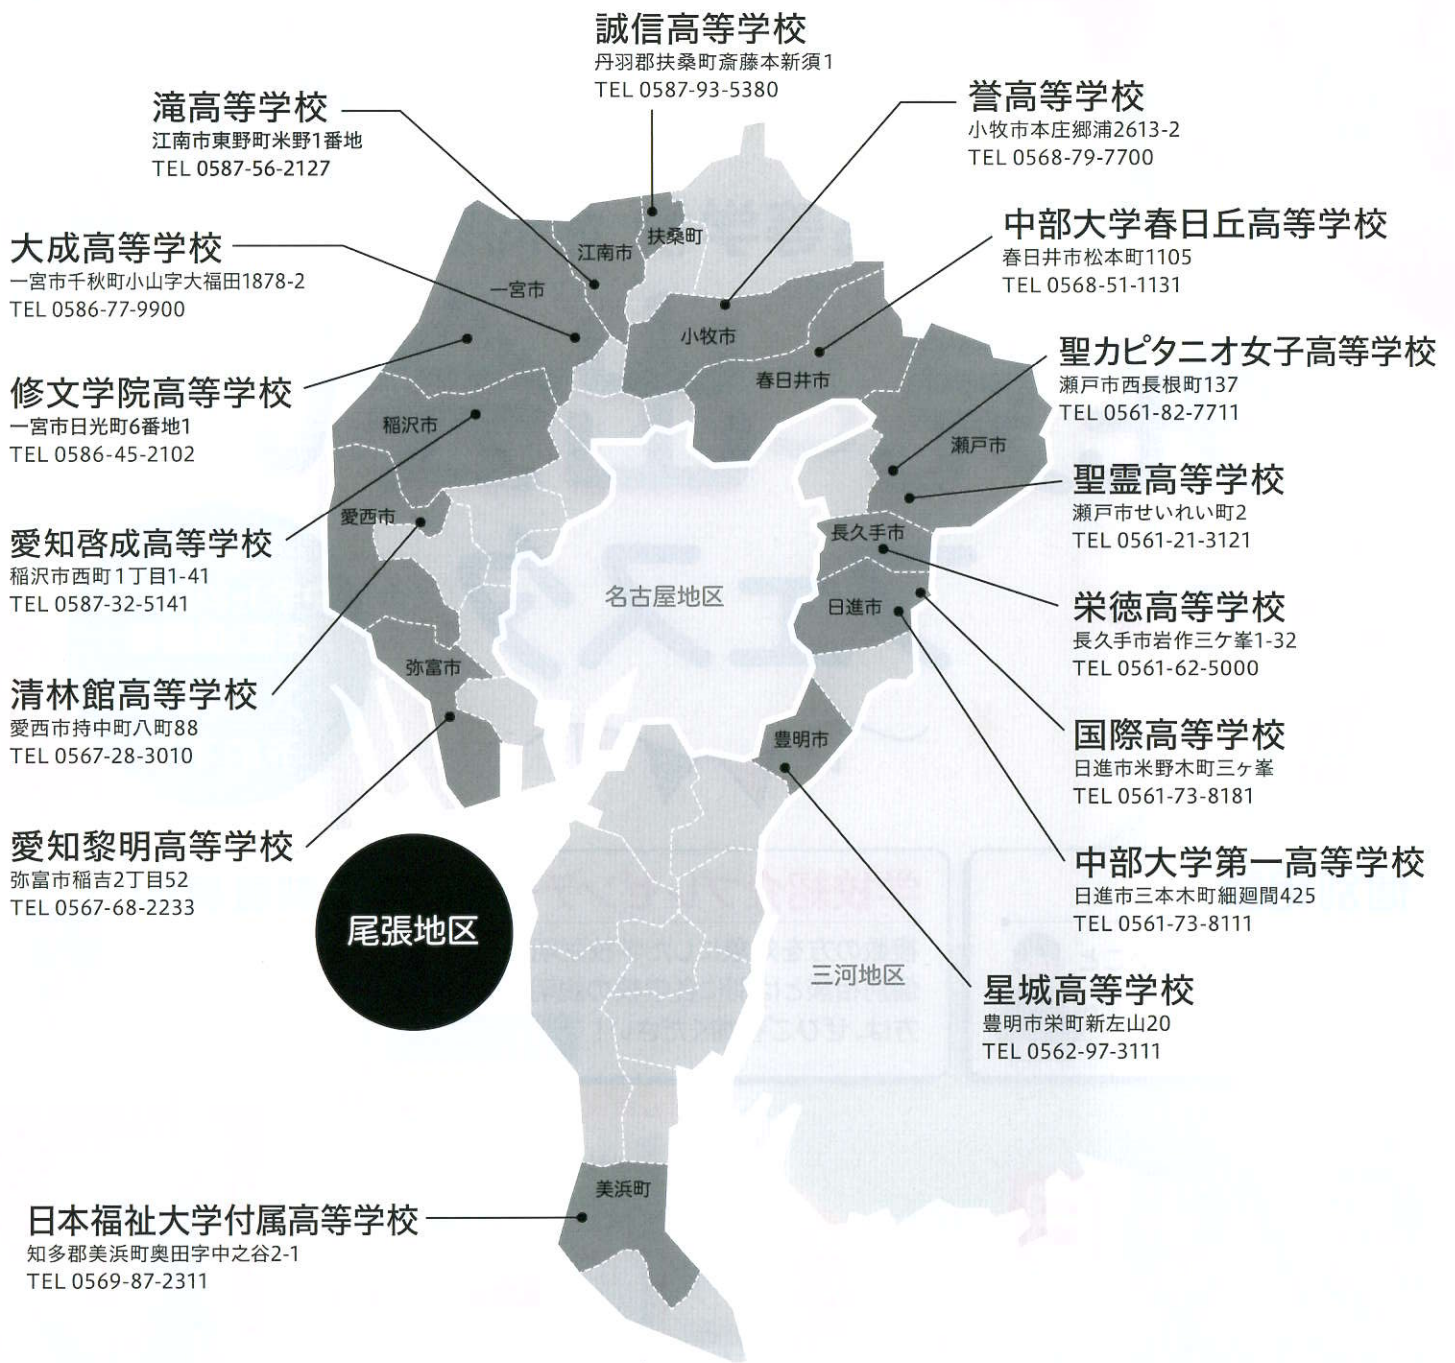 誠信高等学校
丹羽郡扶桑町斎藤本新須1
TEL 0587-93-5380
滝高等学校
江南市東野町米野1番地
TEL 0587-56-2127
誉高等学校
小牧市本庄郷浦2613-2
TEL 0568-79-7700
大成高等学校
一宮市千秋町小山字大福田1878-2
TEL 0586-77-9900
中部大学春日丘高等学校
春日井市松本町1105
TEL 0568-51-1131
修文学院高等学校
一宮市日光町6番地1
TEL 0586-45-2102
聖カピタニオ女子高等学校
瀬戸市西長根町137
TEL 0561-82-7711
愛知啓成高等学校
稲沢市西町1丁目1-41
TEL 0587-32-5141
聖霊高等学校
瀬戸市せいれい町2
TEL 0561-21-3121
清林館高等学校
愛西市持中町八町88
TEL 0567-28-3010
栄徳高等学校
長久手市岩作三ケ峯1-32
TEL 0561-62-5000
愛知黎明高等学校
弥富市稲吉2丁目52
TEL 0567-68-2233
国際高等学校
日進市米野木町三ヶ峯
TEL 0561-73-8181
中部大学第一高等学校
日進市三本木町細廻間425
TEL 0561-73-8111
星城高等学校
豊明市栄町新左山20
TEL 0562-97-3111
日本福祉大学付属高等学校
知多郡美浜町奥田字中之谷2-1
TEL 0569-87-2311
扶桑町
江南市
一宮市
小牧市
春日井市
稲沢市
瀬戸市
愛西市
長久手市
名古屋地区
日進市
弥富市
豊明市
尾張地区
三河地区
美浜町